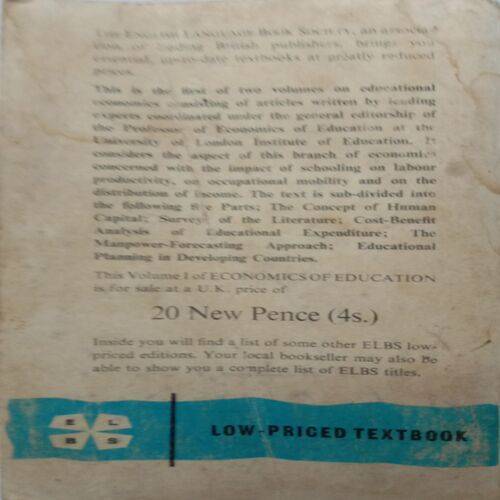 THE ENGLISH LANGUAGE BOOK SOCIETY, an associa-
tion of leading British publishers, brings you
essential, up-to-date textbooks at greatly reduced
prices.
This is the first of two volumes on educational
economics consisting of articles written by leading
experts coordinated under the general editorship of
the Professor of Economics of Education at the
University of London Institute of Education. It
considers the aspect of this branch of economics
concerned with the impact of schooling on labour
productivity, on occupational mobility and on the
distribution of income. The text is sub-divided into
the following Parts; The Concept of Human
Capital; Survey of the Literature; Cost-Benefit
Analysis of Educational Expenditure; The
Manpower-Forecasting Approach; Educational
Planning in Developing Countries.
This Volume I of ECONOMICS OF EDUCATION
is for sale at a U.K. price of
20 New Pence (4s.)
Inside you will find a list of some other ELBS low-
priced editions. Your local bookseller may also be
able to show you a complete list of ELBS titles.
E L
B S
LOW-PRICED TEXTBOOK